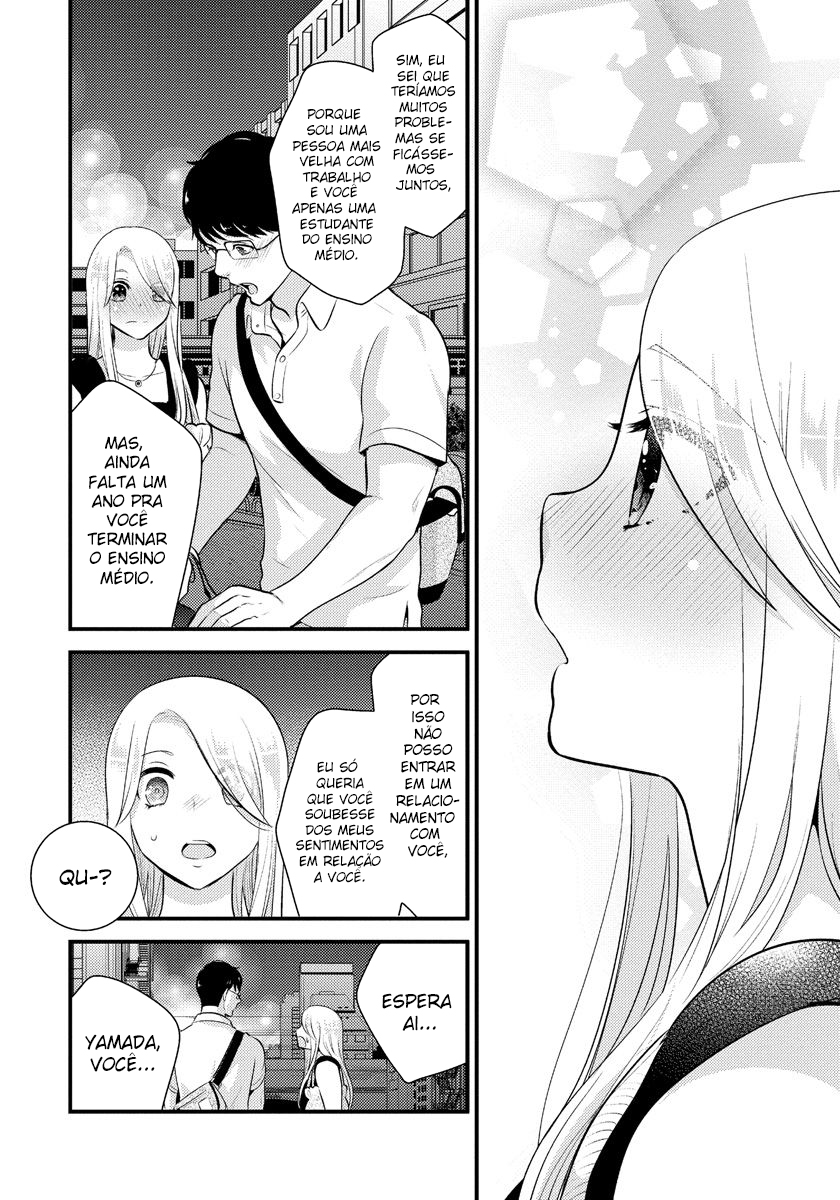 SIM, EU
SEI QUE
TERÍAMOS
MUITOS
PROBLE-
MAS SE
FICÁSSE-
MOS
JUNTOS,
PORQUE
SOU UMA
PESSOA MAIS
VELHA COM
TRABALHO
E VOCÊ
APENAS UMA
ESTUDANTE
DO ENSINO
MÉDIO.
MAS,
AINDA
FALTA UM
ANO PRA
VOCÊ
TERMINAR
O ENSINO
MÉDIO.
POR
ISSO NÃO
POSSO
ENTRAR
EM UM
RELACIO-
NAMENTO
COM
VOCÊ,
EU SÓ
QUERIA
QUE VOCÊ
SOUBESSE
DOS MEUS
SENTIMENTOS
EM RELAÇÃO
A VOCÊ.
QU-?
ESPERA
AI...
YAMADA,
VOCÊ...